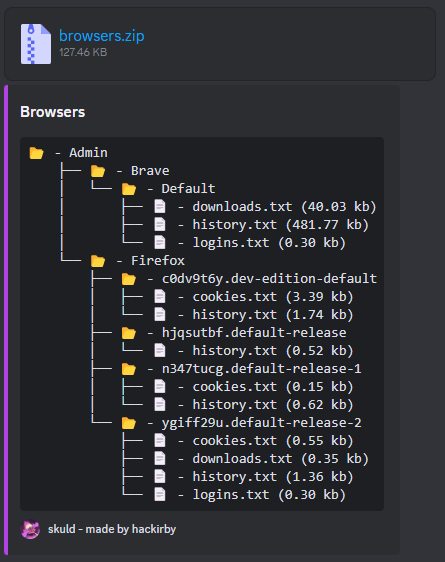 browsers.zip
127.46 KB
Browsers
- Admin
- Brave
- Default
- downloads.txt (40.03 kb)
- history.txt (481.77 kb)
- logins.txt (0.30 kb)
- Firefox
- c0dv9t6y.dev-edition-default
- cookies.txt (3.39 kb)
- history.txt (1.74 kb)
- hjqsutbf.default-release
- history.txt (0.52 kb)
- n347tucg.default-release-1
- cookies.txt (0.15 kb)
- history.txt (0.62 kb)
- ygiff29u.default-release-2
- cookies.txt (0.55 kb)
- downloads.txt (0.35 kb)
- history.txt (1.36 kb)
- logins.txt (0.30 kb)
skuld - made by hackirby